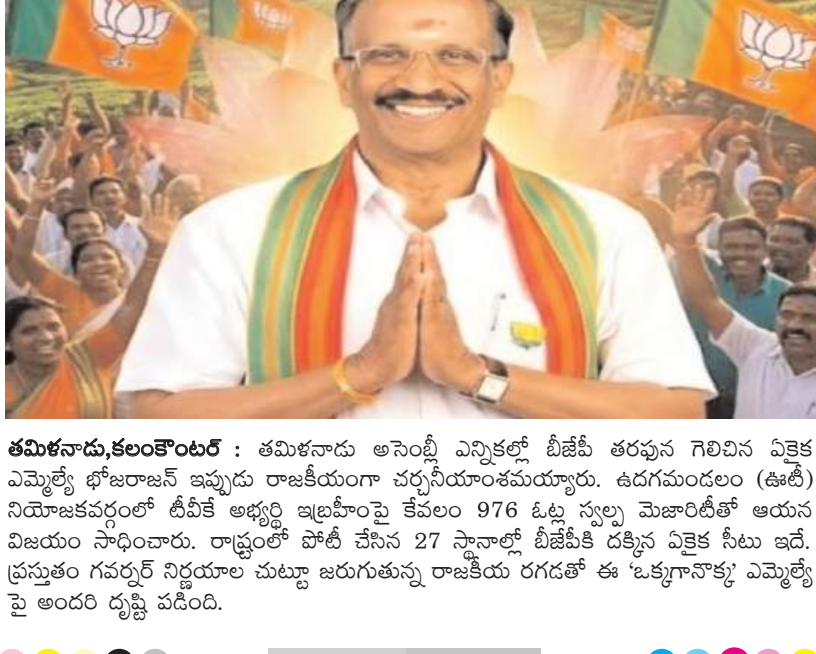 తమిళనాడు,కలంకౌంటర్ : తమిళనాడు అసెంబ్లీ ఎన్నికల్లో బీజేపీ తరఫున గెలిచిన ఏకైక
ఎమ్మెల్యే భోజరాజన్ ఇప్పుడు రాజకీయంగా చర్చనీయాంశమయ్యారు. ఉదగమండలం (ఊటీ)
నియోజకవర్గంలో టీవీకే అభ్యర్థి ఇబ్రహీంపై కేవలం 976 ఓట్ల స్వల్ప మెజారిటీతో ఆయన
విజయం సాధించారు. రాష్ట్రంలో పోటీ చేసిన 27 స్థానాల్లో బీజేపీకి దక్కిన ఏకైక సీటు ఇదే.
ప్రస్తుతం గవర్నర్ నిర్ణయాల చుట్టూ జరుగుతున్న రాజకీయ రగడతో ఈ ‘ఒక్కగానొక్క’ ఎమ్మెల్యే
పై అందరి దృష్టి పడింది.